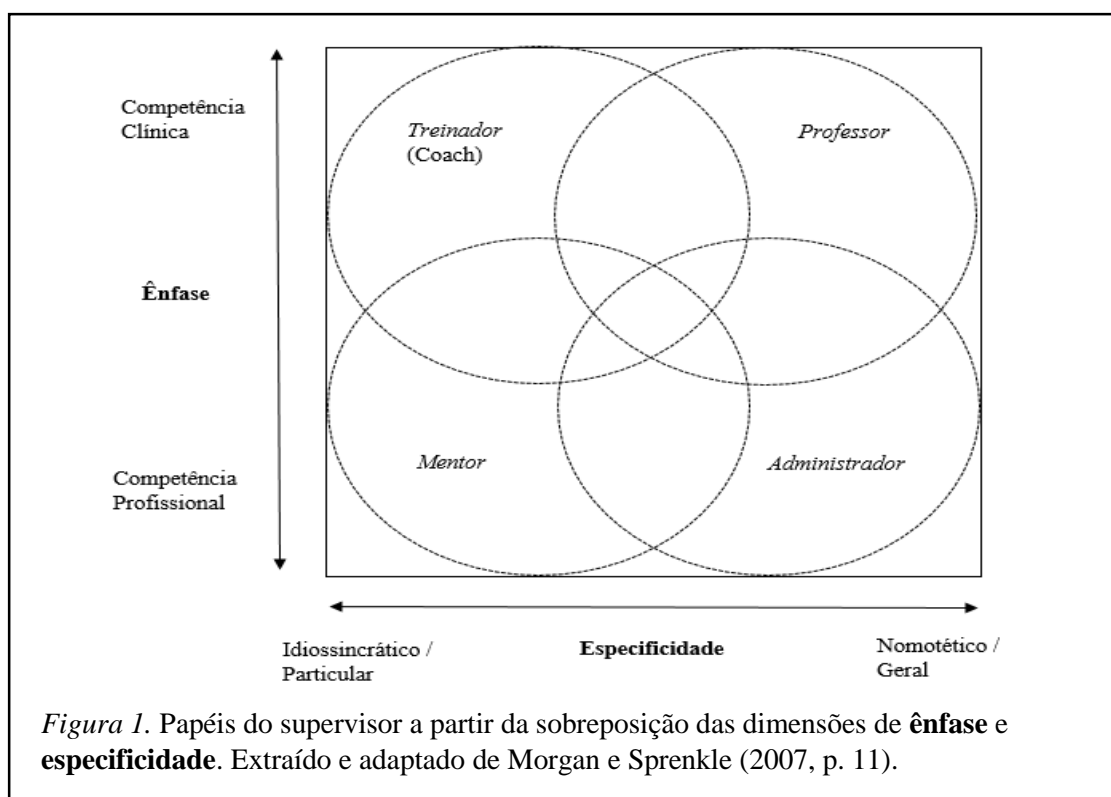 Competência
Clínica
Treinador
(Coach)
Professor
Ênfase
Competência
Profissional
Mentor
Administrador
Idiossincrático /
Particular
Especificidade
Nomotético /
Geral
Figura 1. Papéis do supervisor a partir da sobreposição das dimensões de ênfase e
especificidade. Extraído e adaptado de Morgan e Sprenkle (2007, p. 11).